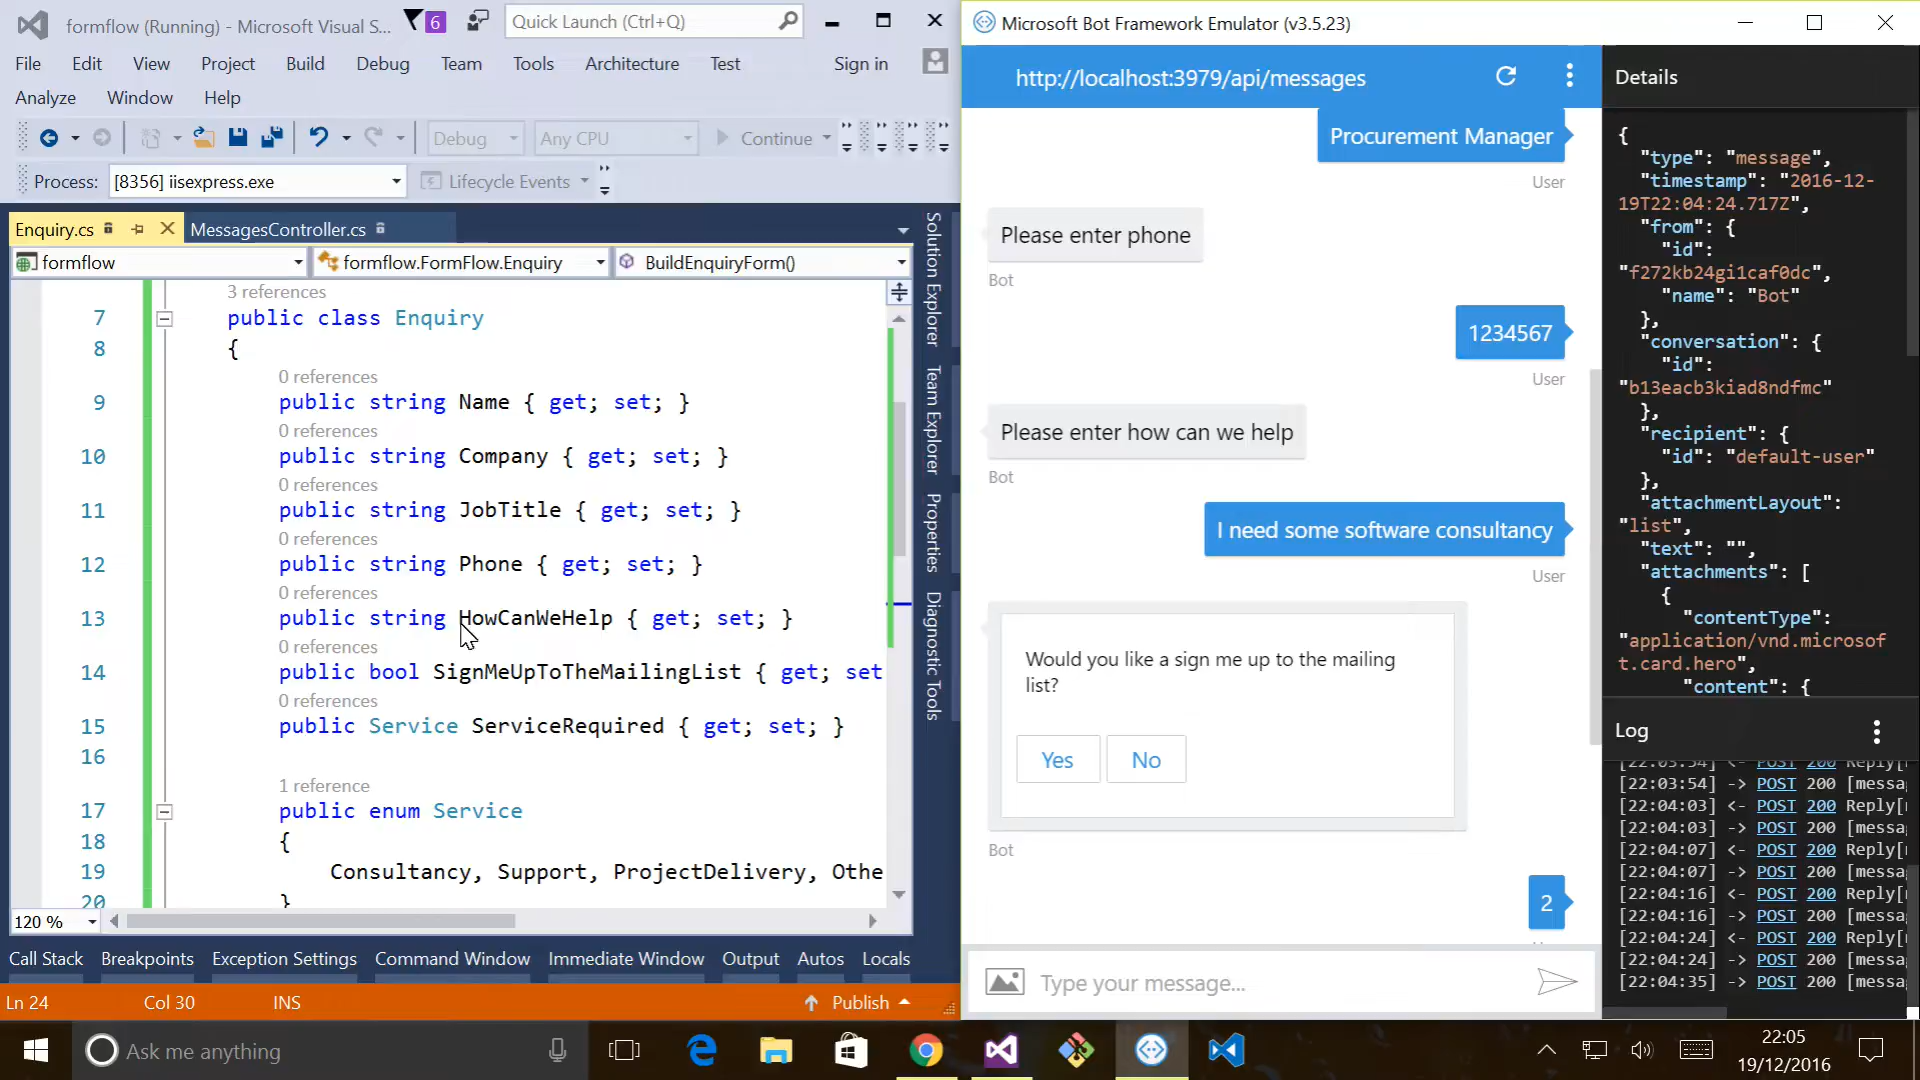 formflow (Running) - Microsoft Visual S...
6
Quick Launch (Ctrl+Q)
File Edit View Project Build Debug Team Tools Architecture Test Sign in
Analyze Window Help
Debug Any CPU Continue
Process: [8356] iisexpress.exe Lifecycle Events
Enquiry.cs MessagesController.cs
formflow formflow.FormFlow.Enquiry BuildEnquiryForm()
3 references
7 public class Enquiry
8 {
0 references
9 public string Name { get; set; }
0 references
10 public string Company { get; set; }
0 references
11 public string JobTitle { get; set; }
0 references
12 public string Phone { get; set; }
0 references
13 public string HowCanWeHelp { get; set; }
0 references
14 public bool SignMeUpToTheMailingList { get; set
0 references
15 public Service ServiceRequired { get; set; }
16
1 reference
17 public enum Service
18 {
19 Consultancy, Support, ProjectDelivery, Othe
20 }
120 %
Solution Explorer
Team Explorer
Properties
Diagnostic Tools
Call Stack Breakpoints Exception Settings Command Window Immediate Window Output Autos Locals
Ln 24 Col 30 INS Publish
Microsoft Bot Framework Emulator (v3.5.23)
http://localhost:3979/api/messages
Procurement Manager
User
Please enter phone
Bot
1234567
User
Please enter how can we help
Bot
I need some software consultancy
User
Would you like a sign me up to the mailing
list?
Yes No
Bot
2
Type your message...
Details
{
"type": "message",
"timestamp": "2016-12-
19T22:04:24.717Z",
"from": {
"id":
"f272kb24gi1caf0dc",
"name": "Bot"
},
"conversation": {
"id":
"b13eacb3kiad8ndfmc"
},
"recipient": {
"id": "default-user"
},
"attachmentLayout":
"list",
"text": "",
"attachments": [
{
"contentType":
"application/vnd.microsof
t.card.hero",
"content": {
Log
[22:03:54] <- POST 200 Reply[
[22:03:54] -> POST 200 [messa
[22:04:03] <- POST 200 Reply[
[22:04:03] -> POST 200 [messa
[22:04:07] <- POST 200 Reply[
[22:04:07] -> POST 200 [messa
[22:04:16] <- POST 200 Reply[
[22:04:16] -> POST 200 [messa
[22:04:24] <- POST 200 Reply[
[22:04:24] -> POST 200 [messa
[22:04:35] -> POST 200 [messa
Ask me anything
22:05
19/12/2016